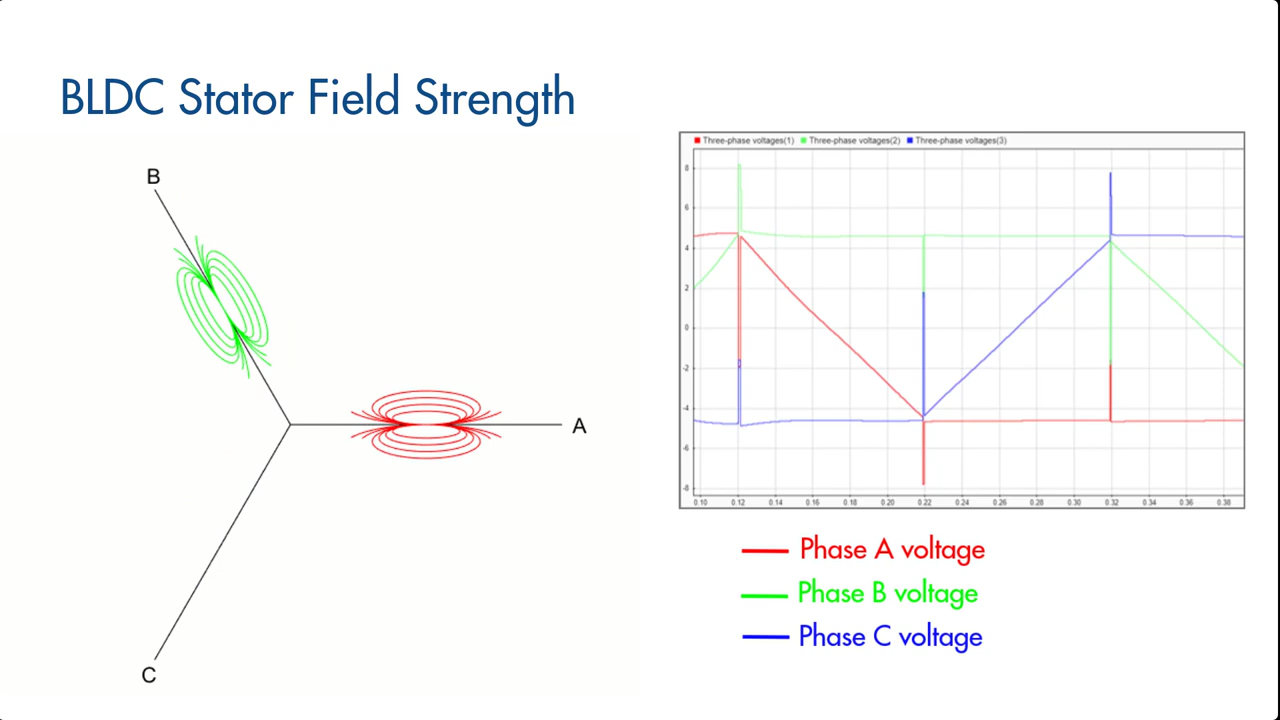 BLDC Stator Field Strength
B
A
C
Three-phase voltages(1) Three-phase voltages(2) Three-phase voltages(3)
8
6
4
2
0
-2
-4
-6
-8
0.10 0.12 0.14 0.16 0.18 0.20 0.22 0.24 0.26 0.28 0.30 0.32 0.34 0.36 0.38
Phase A voltage
Phase B voltage
Phase C voltage